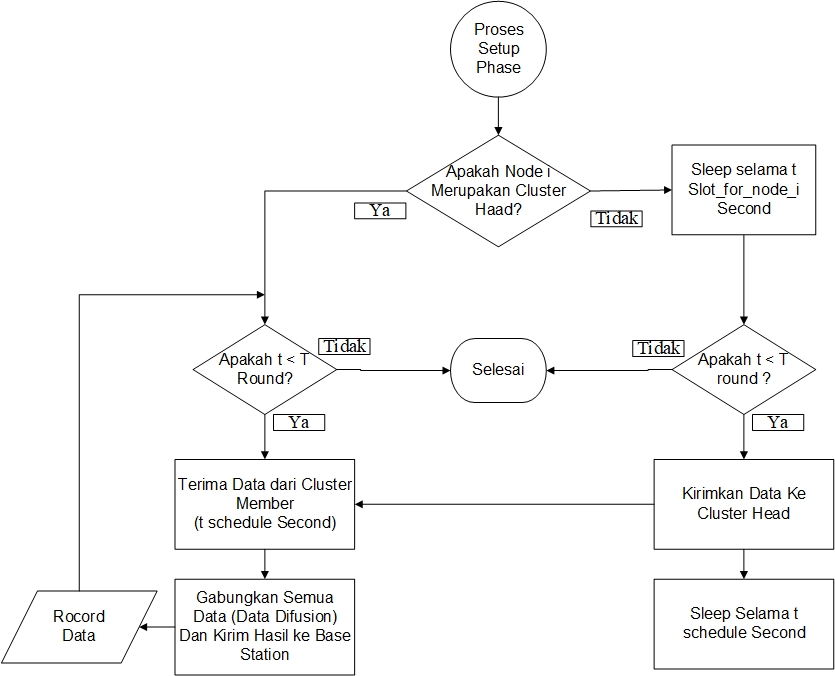 Proses
Setup
Phase
Apakah Node i
Merupakan Cluster
Haad?
Ya
Tidak
Sleep selama t
Slot_for_node_i
Second
Apakah t < T
Round?
Tidak
Ya
Selesai
Tidak
Apakah t < T
round ?
Ya
Terima Data dari Cluster
Member
(t schedule Second)
Kirimkan Data Ke
Cluster Head
Rocord
Data
Gabungkan Semua
Data (Data Difusion)
Dan Kirim Hasil ke Base
Station
Sleep Selama t
schedule Second